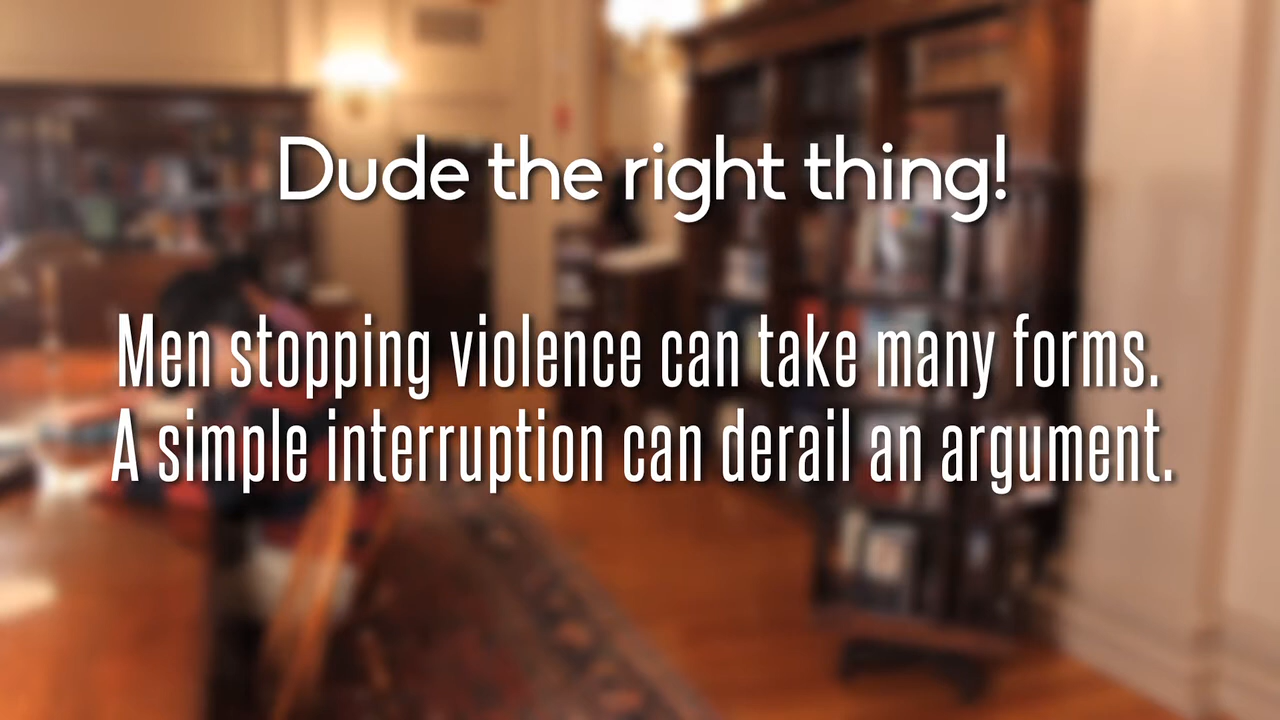 Dude the right thing!
Men stopping violence can take many forms.
A simple interruption can derail an argument.